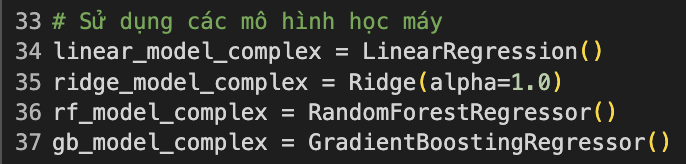 33 # Sử dụng các mô hình học máy
34 linear_model_complex = LinearRegression()
35 ridge_model_complex = Ridge(alpha=1.0)
36 rf_model_complex = RandomForestRegressor()
37 gb_model_complex = GradientBoostingRegressor()